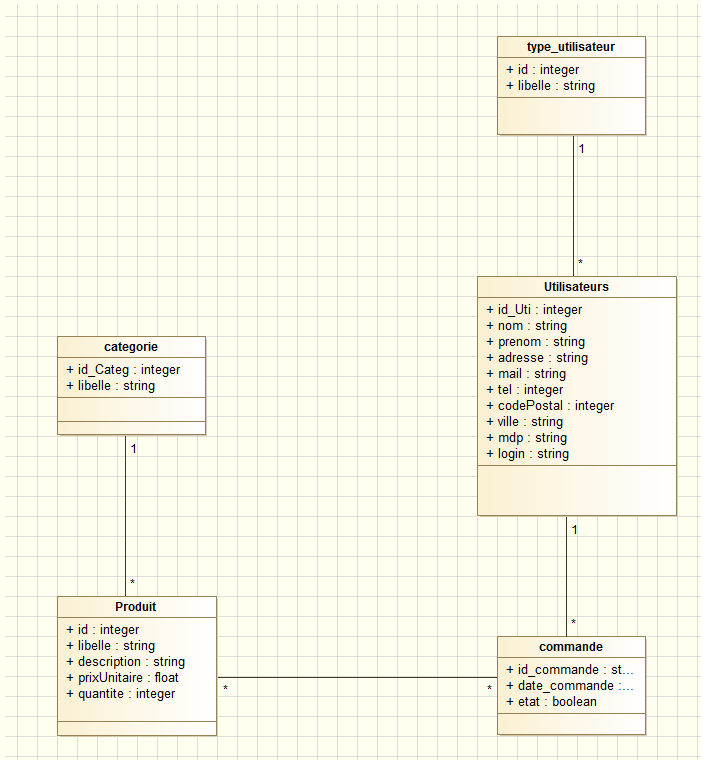 type_utilisateur
+ id : integer
+ libelle : string
1
*
Utilisateurs
+ id_Uti : integer
+ nom : string
+ prenom : string
+ adresse : string
+ mail : string
+ tel : integer
+ codePostal : integer
+ ville : string
+ mdp : string
+ login : string
1
*
categorie
+ id_Categ : integer
+ libelle : string
1
*
Produit
+ id : integer
+ libelle : string
+ description : string
+ prixUnitaire : float
+ quantite : integer
*
*
commande
+ id_commande : st...
+ date_commande :...
+ etat : boolean